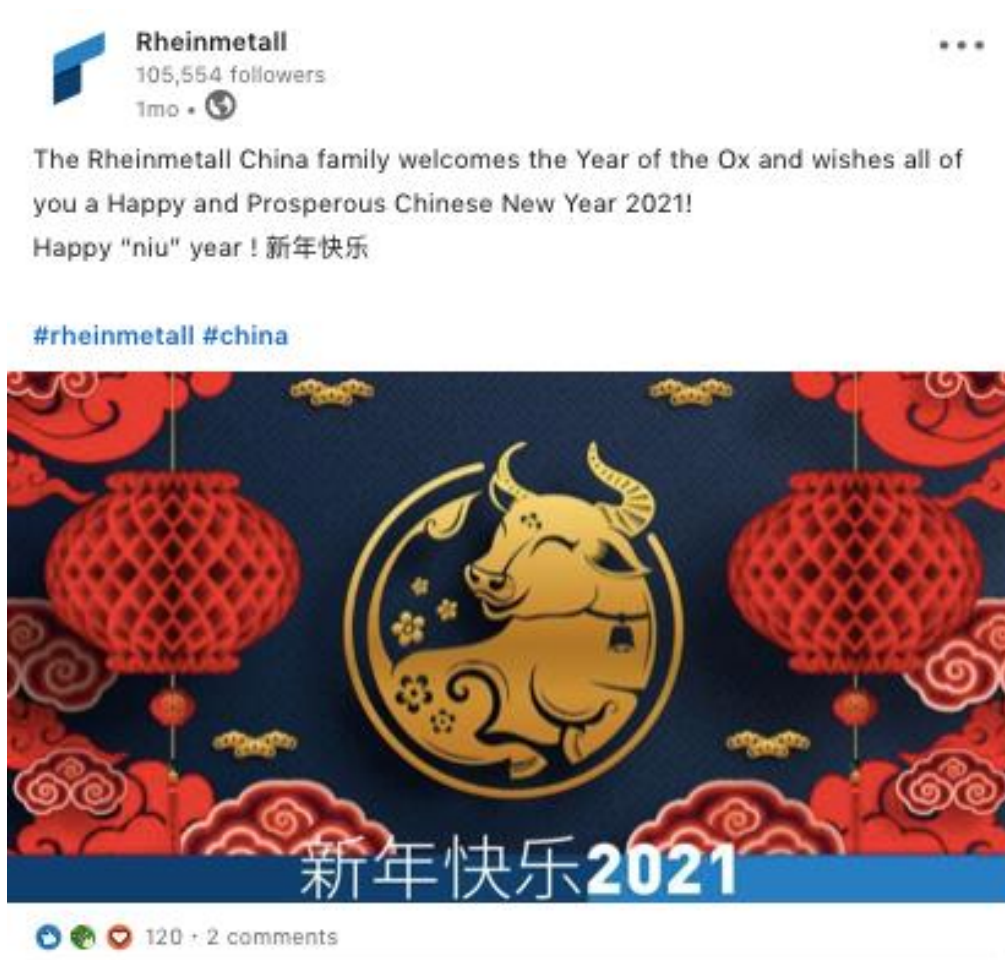 Rheinmetall
105,554 followers
1mo •
The Rheinmetall China family welcomes the Year of the Ox and wishes all of
you a Happy and Prosperous Chinese New Year 2021!
Happy "niu" year ! 新年快乐
#rheinmetall #china
新年快乐2021
120 · 2 comments